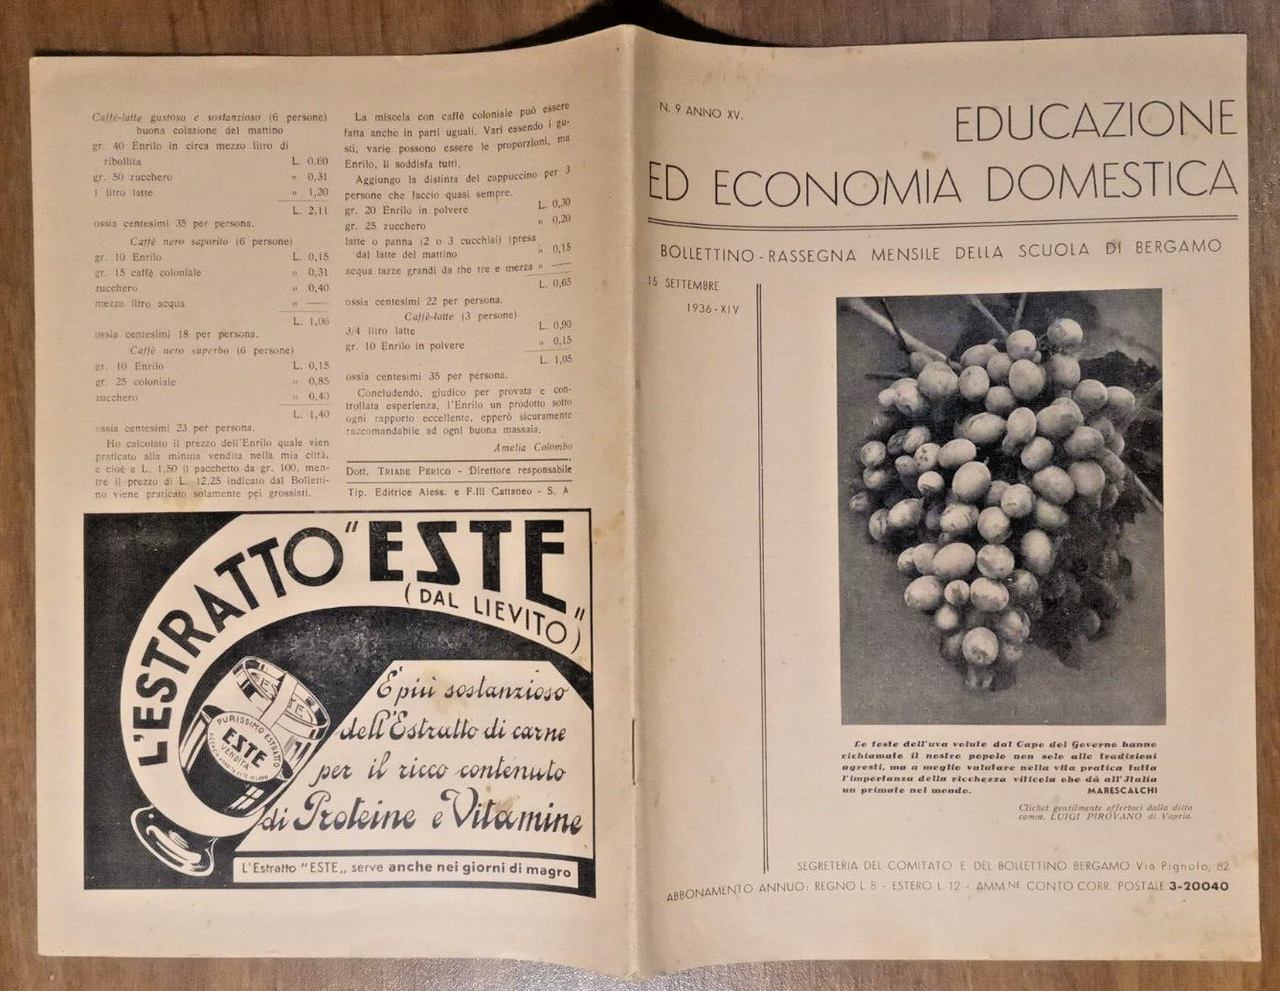 Caffè-latte gustoso e sostanzioso (6 persone)
buona colazione del mattino
gr. 40 Enrilo in circa mezzo litro di
ribollita L. 0,60
gr. 50 zucchero » 0,31
1 litro latte » 1,20
L. 2,11
ossia centesimi 35 per persona.
Caffè nero saporito (6 persone)
gr. 10 Enrilo L. 0,15
gr. 15 caffè coloniale » 0,31
zucchero » 0,40
mezzo litro acqua » —
L. 1,06
ossia centesimi 18 per persona.
Caffè nero superbo (6 persone)
gr. 10 Enrilo L. 0,15
gr. 25 coloniale » 0,85
zucchero » 0,40
L. 1,40
ossia centesimi 23 per persona.
Ho calcolato il prezzo dell'Enrilo quale vien
praticato alla minuta vendita nella mia città,
e cioè a L. 1,50 il pacchetto da gr. 100, men-
tre il prezzo di L. 12,25 indicato dal Bolletti-
no viene praticato solamente pei grossisti.
La miscela con caffè coloniale può essere
fatta anche in parti uguali. Vari essendo i gu-
sti, varie possono essere le proporzioni, ma
Enrilo, li soddisfa tutti.
Aggiungo la distinta del cappuccino per 3
persone che faccio quasi sempre.
gr. 20 Enrilo in polvere L. 0,30
gr. 25 zucchero » 0,20
latte o panna (2 o 3 cucchiai) (presa
dal latte del mattino » 0,15
acqua tazze grandi da the tre e mezza » —
L. 0,65
ossia centesimi 22 per persona.
Caffè-latte (3 persone)
3/4 litro latte L. 0,90
gr. 10 Enrilo in polvere » 0,15
L. 1,05
ossia centesimi 35 per persona.
Concludendo, giudico per provata e con-
trollata esperienza, l'Enrilo un prodotto sotto
ogni rapporto eccellente, epperò sicuramente
raccomandabile ad ogni buona massaia.
Amelia Colombo
Dott. TRIADE PERICO - Direttore responsabile
Tip. Editrice Aless. e F.lli Cattaneo - S. A
L'ESTRATTO "ESTE„
(DAL LIEVITO)
PURISSIMO ESTRATTO
ESTE
VENDITA
È più sostanzioso
dell'Estratto di carne
per il ricco contenuto
di Proteine e Vitamine
L'Estratto "ESTE„ serve anche nei giorni di magro
N. 9 ANNO XV.
EDUCAZIONE
ED ECONOMIA DOMESTICA
BOLLETTINO - RASSEGNA MENSILE DELLA SCUOLA DI BERGAMO
15 SETTEMBRE
1936 - XIV
Le feste dell'uva volute dal Capo del Governo hanno
richiamato il nostro popolo non solo alle tradizioni
agresti, ma a meglio valutare nella vita pratica tutta
l'importanza della ricchezza viticola che dà all'Italia
un primato nel mondo. MARESCALCHI
Clichet gentilmente offertoci dalla ditta
comm. LUIGI PIROVANO di Vaprio.
SEGRETERIA DEL COMITATO E DEL BOLLETTINO BERGAMO Via Pignolo, 82
ABBONAMENTO ANNUO: REGNO L. 8 - ESTERO L. 12 - AMM.NE CONTO CORR. POSTALE 3-20040